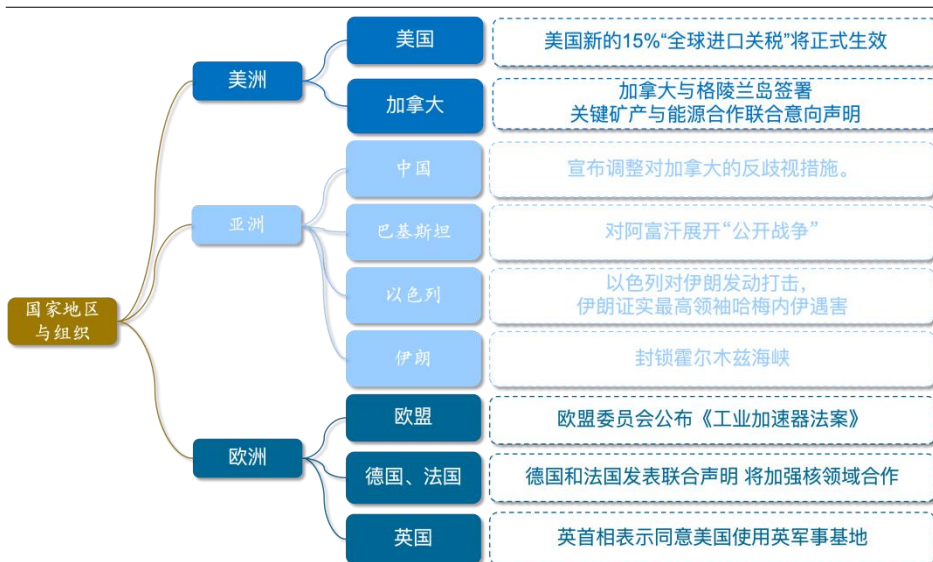 国家地区
与组织
美洲
美国
美国新的15%“全球进口关税”将正式生效
加拿大
加拿大与格陵兰岛签署
关键矿产与能源合作联合意向声明
亚洲
中国
宣布调整对加拿大的反歧视措施。
巴基斯坦
对阿富汗展开“公开战争”
以色列
以色列对伊朗发动打击，
伊朗证实最高领袖哈梅内伊遇害
伊朗
封锁霍尔木兹海峡
欧洲
欧盟
欧盟委员会公布《工业加速器法案》
德国、法国
德国和法国发表联合声明 将加强核领域合作
英国
英首相表示同意美国使用英军事基地